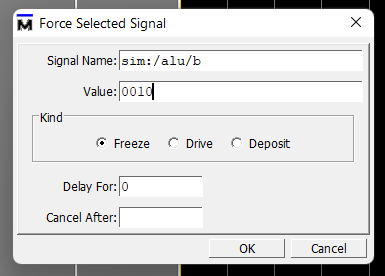 Force Selected Signal
Signal Name: sim:/alu/b
Value: 0010
Kind
Freeze Drive Deposit
Delay For: 0
Cancel After:
OK Cancel